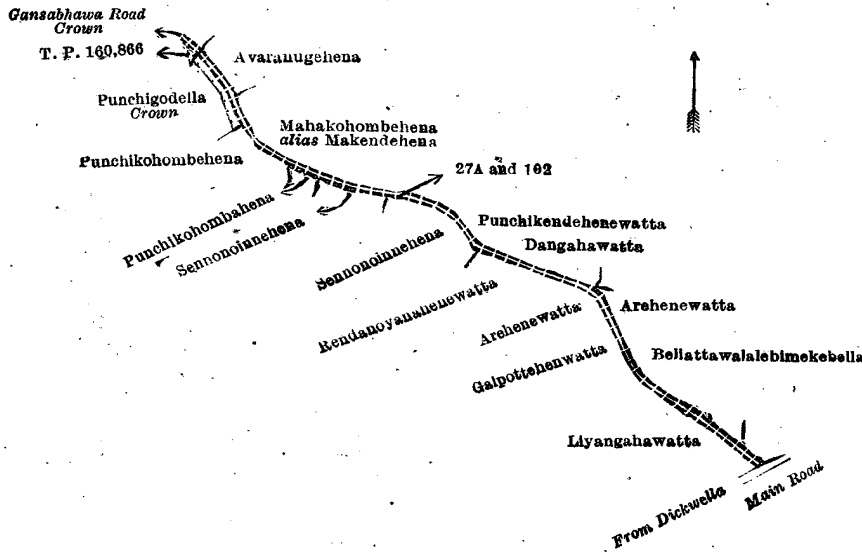 Gansabhawa Road
Crown
T. P. 160,866
Avaranugehena
Punchigodella
Crown
Mahakohombehena
alias Makendehena
Punchikohombehena
27A and 102
Punchikohombahena
Sennonoinnehena
Sennonoinnehena
Punchikendehenewatta
Dangahawatta
Rendanoyanahenewatta
Arehenewatta
Arehenewatta
Galpottehenwatta
Bellattawalalebimekebella
Liyangahawatta
From Dickwella
Main Road